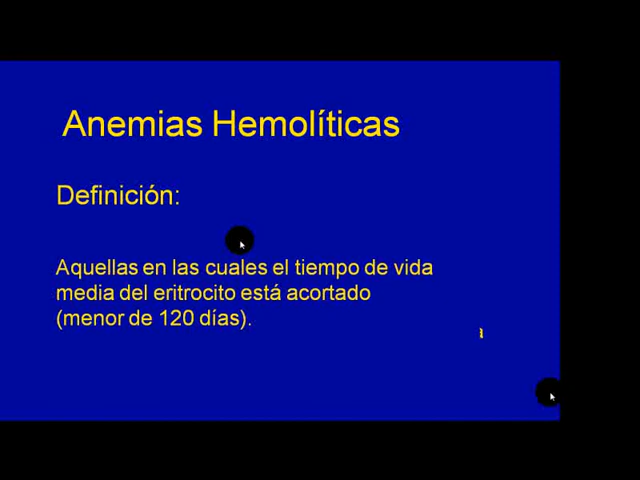 Anemias Hemolíticas
Definición:
Aquellas en las cuales el tiempo de vida
media del eritrocito está acortado
(menor de 120 días).
a